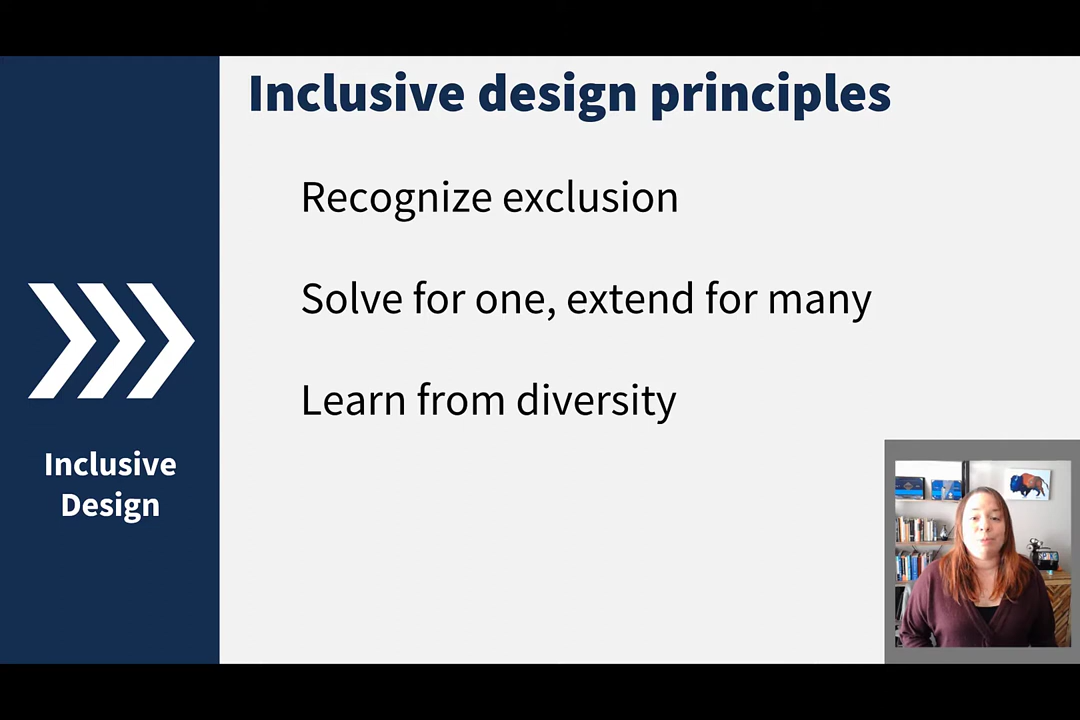 Inclusive design principles
Recognize exclusion
Solve for one, extend for many
Learn from diversity
Inclusive
Design